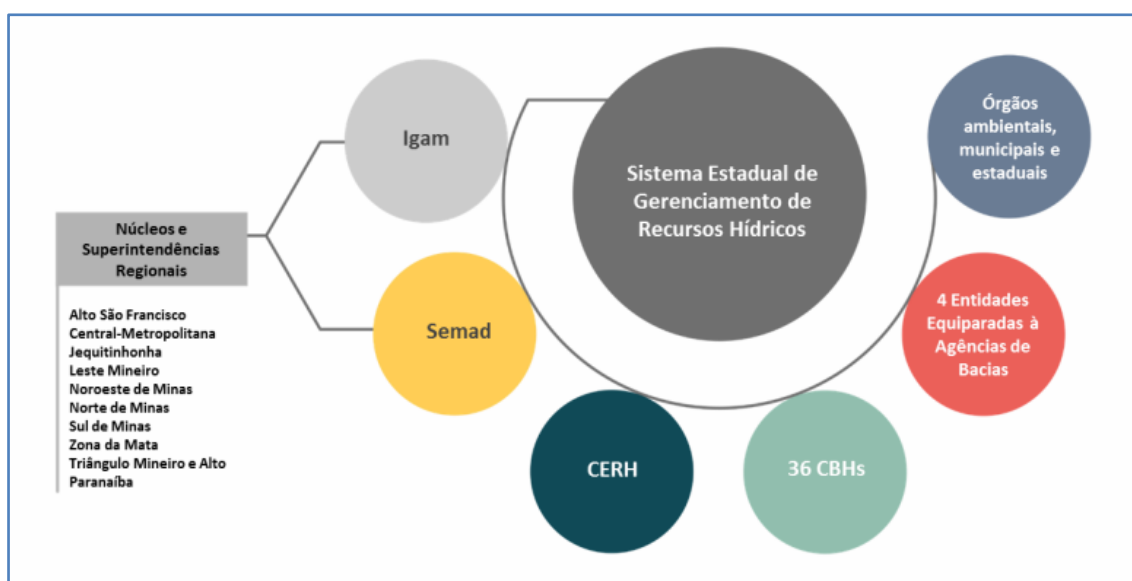 Igam
Sistema Estadual de
Gerenciamento de
Recursos Hídricos
Órgãos
ambientais,
municipais e
estaduais
Núcleos e
Superintendências
Regionais
Alto São Francisco
Central-Metropolitana
Jequitinhonha
Leste Mineiro
Noroeste de Minas
Norte de Minas
Sul de Minas
Zona da Mata
Triângulo Mineiro e Alto
Paranaíba
Semad
4 Entidades
Equiparadas à
Agências de
Bacias
CERH
36 CBHs